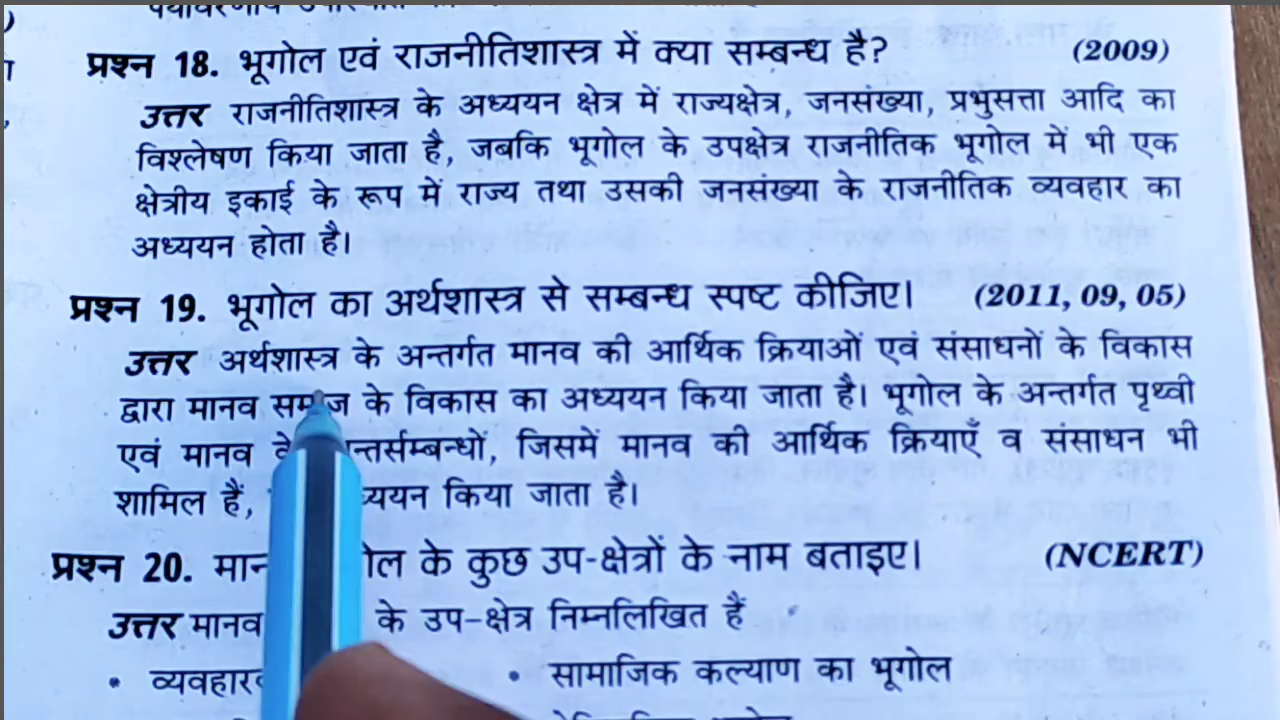 प्रश्न 18. भूगोल एवं राजनीतिशास्त्र में क्या सम्बन्ध है? (2009)
उत्तर राजनीतिशास्त्र के अध्ययन क्षेत्र में राज्यक्षेत्र, जनसंख्या, प्रभुसत्ता आदि का
विश्लेषण किया जाता है, जबकि भूगोल के उपक्षेत्र राजनीतिक भूगोल में भी एक
क्षेत्रीय इकाई के रूप में राज्य तथा उसकी जनसंख्या के राजनीतिक व्यवहार का
अध्ययन होता है।
प्रश्न 19. भूगोल का अर्थशास्त्र से सम्बन्ध स्पष्ट कीजिए। (2011, 09, 05)
उत्तर अर्थशास्त्र के अन्तर्गत मानव की आर्थिक क्रियाओं एवं संसाधनों के विकास
द्वारा मानव समाज के विकास का अध्ययन किया जाता है। भूगोल के अन्तर्गत पृथ्वी
एवं मानव के न्तर्सम्बन्धों, जिसमें मानव की आर्थिक क्रियाएँ व संसाधन भी
शामिल हैं, ध्ययन किया जाता है।
प्रश्न 20. मान गोल के कुछ उप-क्षेत्रों के नाम बताइए। (NCERT)
उत्तर मानव के उप-क्षेत्र निम्नलिखित हैं
• व्यवहार • सामाजिक कल्याण का भूगोल